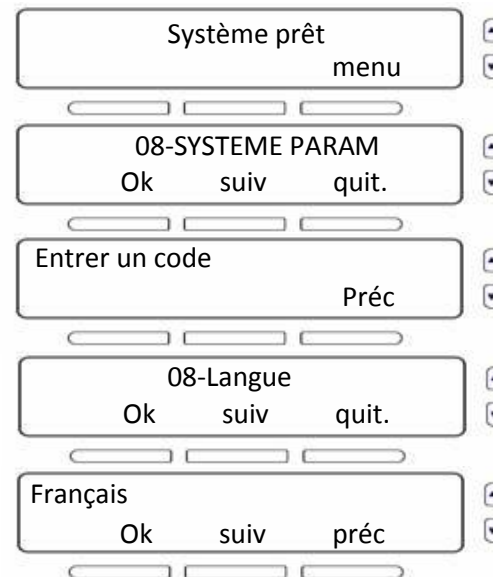 Système prêt
menu
08-SYSTEME PARAM
Ok suiv quit.
Entrer un code
Préc
08-Langue
Ok suiv quit.
Français
Ok suiv préc